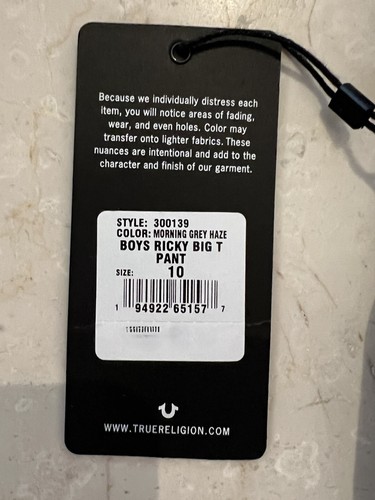 Because we individually distress each
item, you will notice areas of fading,
wear, and even holes. Color may
transfer onto lighter fabrics. These
nuances are intentional and add to the
character and finish of our garment.
STYLE: 300139
COLOR: MORNING GREY HAZE
BOYS RICKY BIG T
PANT
SIZE: 10
1 94922 65157 7
WWW.TRUERELIGION.COM